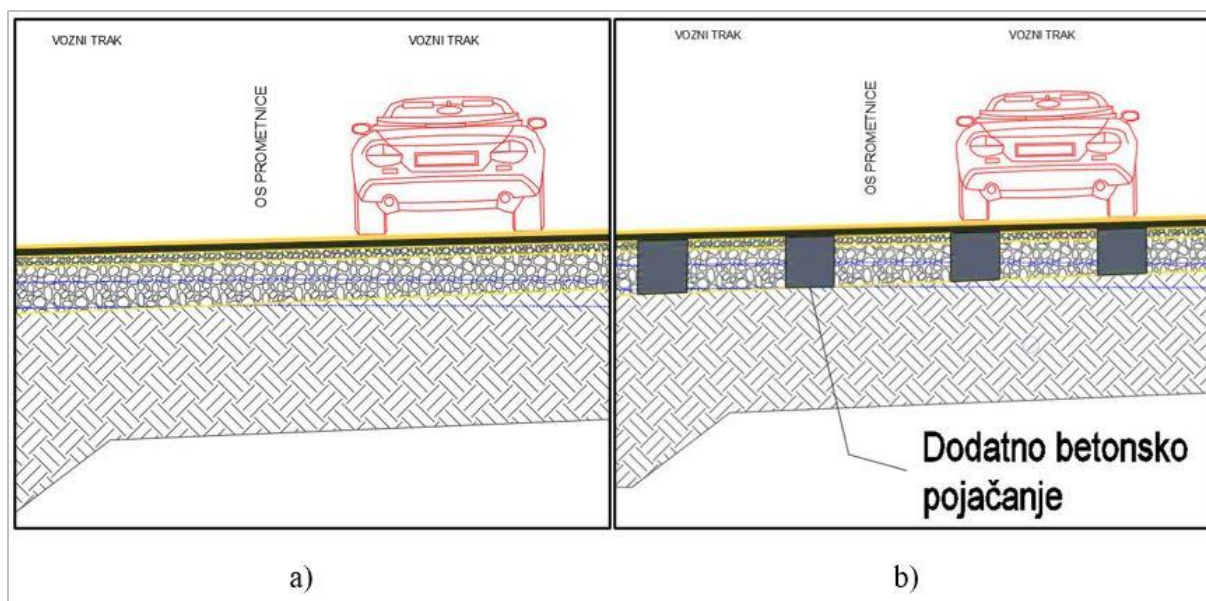 VOZNI TRAK
VOZNI TRAK
OS PROMETNICE
VOZNI TRAK
VOZNI TRAK
OS PROMETNICE
Dodatno betonsko
pojačanje
a)
b)